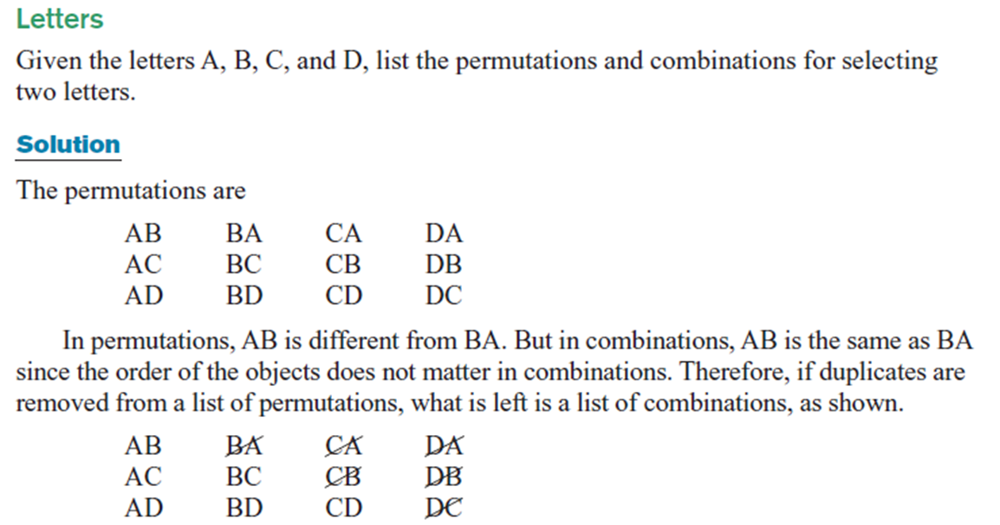 Letters
Given the letters A, B, C, and D, list the permutations and combinations for selecting
two letters.
Solution
The permutations are
AB BA CA DA
AC BC CB DB
AD BD CD DC
In permutations, AB is different from BA. But in combinations, AB is the same as BA
since the order of the objects does not matter in combinations. Therefore, if duplicates are
removed from a list of permutations, what is left is a list of combinations, as shown.
AB BA CA DA
AC BC CB DB
AD BD CD DC